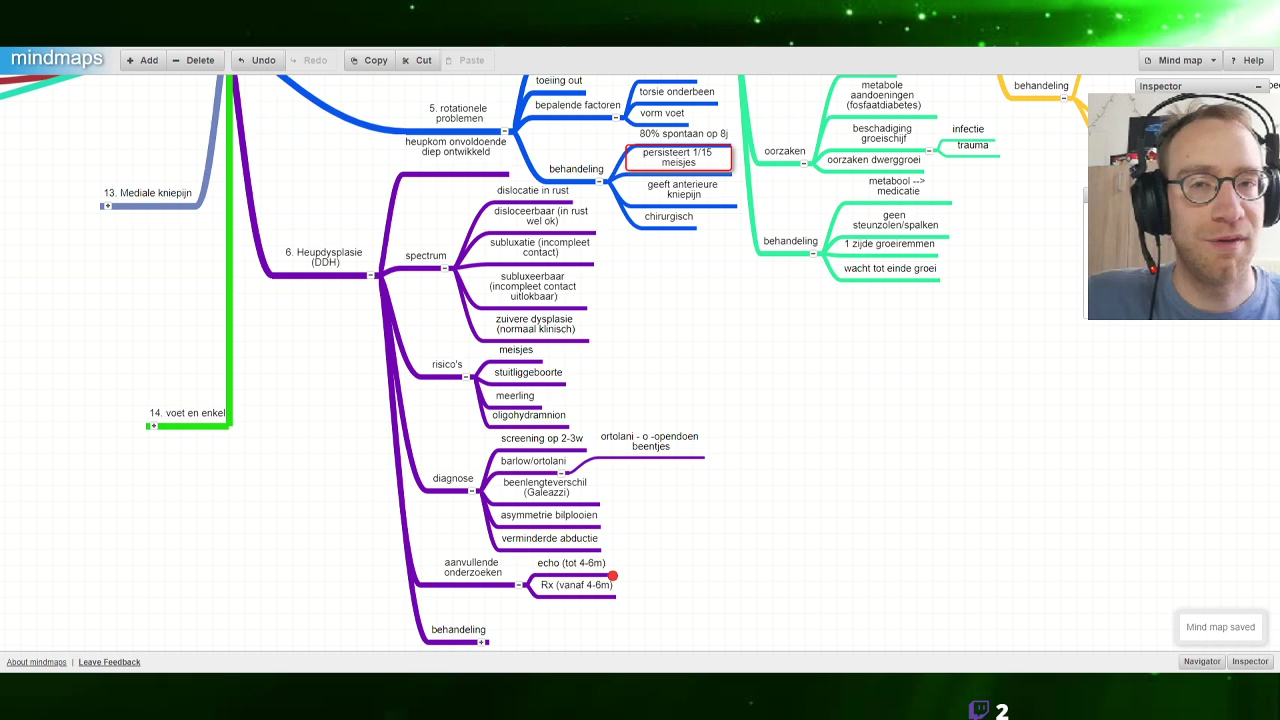 mindmaps
Add
Delete
Undo
Redo
Copy
Cut
Paste
Mind map
Help
Inspector
toeiing out
bepalende factoren
torsie onderbeen
vorm voet
5. rotationele
problemen
heupkom onvoldoende
diep ontwikkeld
80% spontaan op 8j
persisteert 1/15
meisjes
behandeling
geeft anterieure
kniepijn
chirurgisch
metabole
aandoeningen
(fosfaatdiabetes)
beschadiging
groeischijf
infectie
trauma
oorzaken
oorzaken dwerggroei
metabool -->
medicatie
geen
steunzolen/spalken
behandeling
1 zijde groeiremmen
wacht tot einde groei
behandeling
13. Mediale kniepijn
6. Heupdysplasie
(DDH)
dislocatie in rust
disloceerbaar (in rust
wel ok)
spectrum
subluxatie (incompleet
contact)
subluxeerbaar
(incompleet contact
uitlokbaar)
zuivere dysplasie
(normaal klinisch)
risico's
meisjes
stuitliggeboorte
meerling
oligohydramnion
14. voet en enkel
screening op 2-3w
barlow/ortolani
ortolani - o -opendoen
beentjes
diagnose
beenlengteverschil
(Galeazzi)
asymmetrie bilplooien
verminderde abductie
aanvullende
onderzoeken
echo (tot 4-6m)
Rx (vanaf 4-6m)
behandeling
Mind map saved
About mindmaps | Leave Feedback
Navigator
Inspector
2